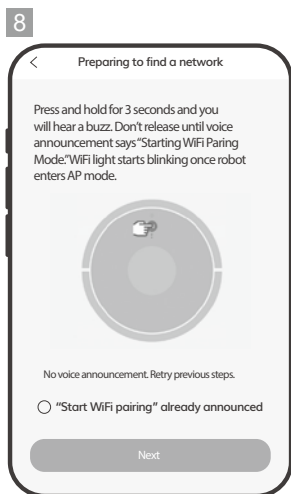 8
Preparing to find a network
Press and hold for 3 seconds and you
will hear a buzz. Don't release until voice
announcement says “Starting WiFi Paring
Mode.”WiFi light starts blinking once robot
enters AP mode.
No voice announcement. Retry previous steps.
“Start WiFi pairing” already announced
Next